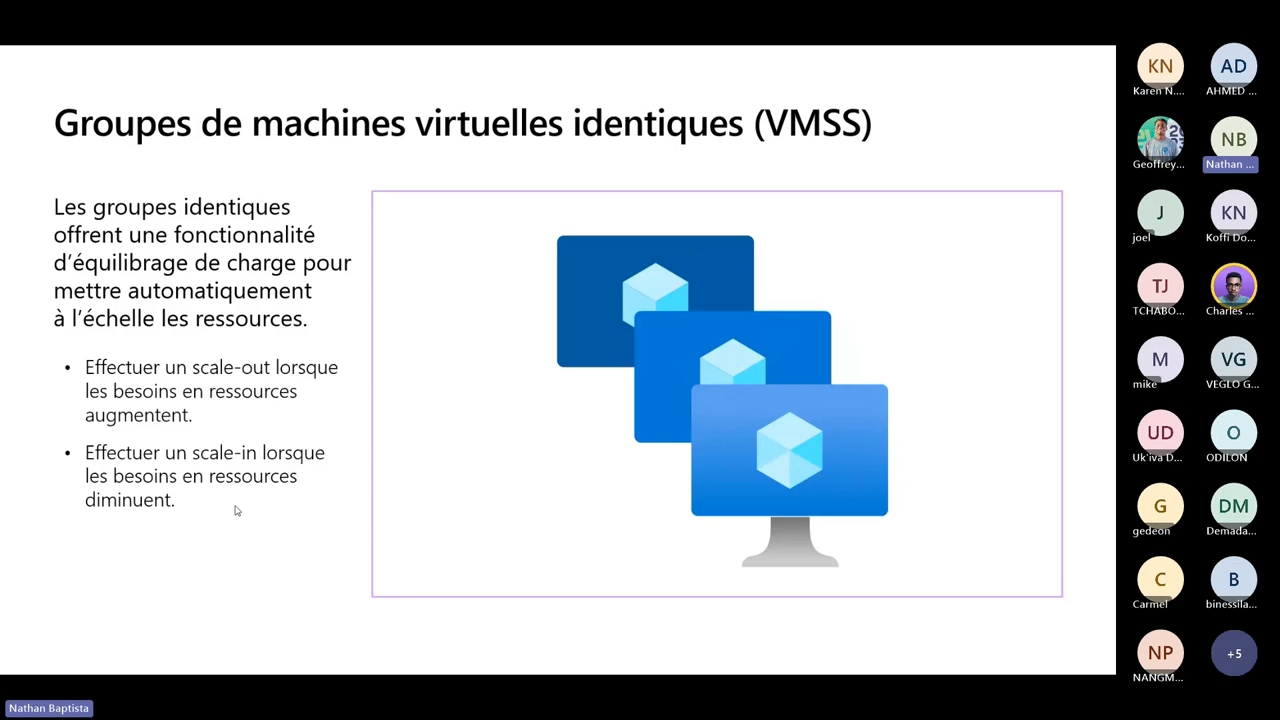 Groupes de machines virtuelles identiques (VMSS)
Les groupes identiques
offrent une fonctionnalité
d’équilibrage de charge pour
mettre automatiquement
à l’échelle les ressources.
• Effectuer un scale-out lorsque
les besoins en ressources
augmentent.
• Effectuer un scale-in lorsque
les besoins en ressources
diminuent.
KN
Karen N....
AD
AHMED ...
Geoffrey...
NB
Nathan ...
J
joel
KN
Koffi Do...
TJ
TCHABO...
Charles ...
M
mike
VG
VEGLO G...
UD
Uk'iva D...
O
ODILON
G
gedeon
DM
Demada...
C
Carmel
B
binessila...
NP
NANGM...
+5
Nathan Baptista